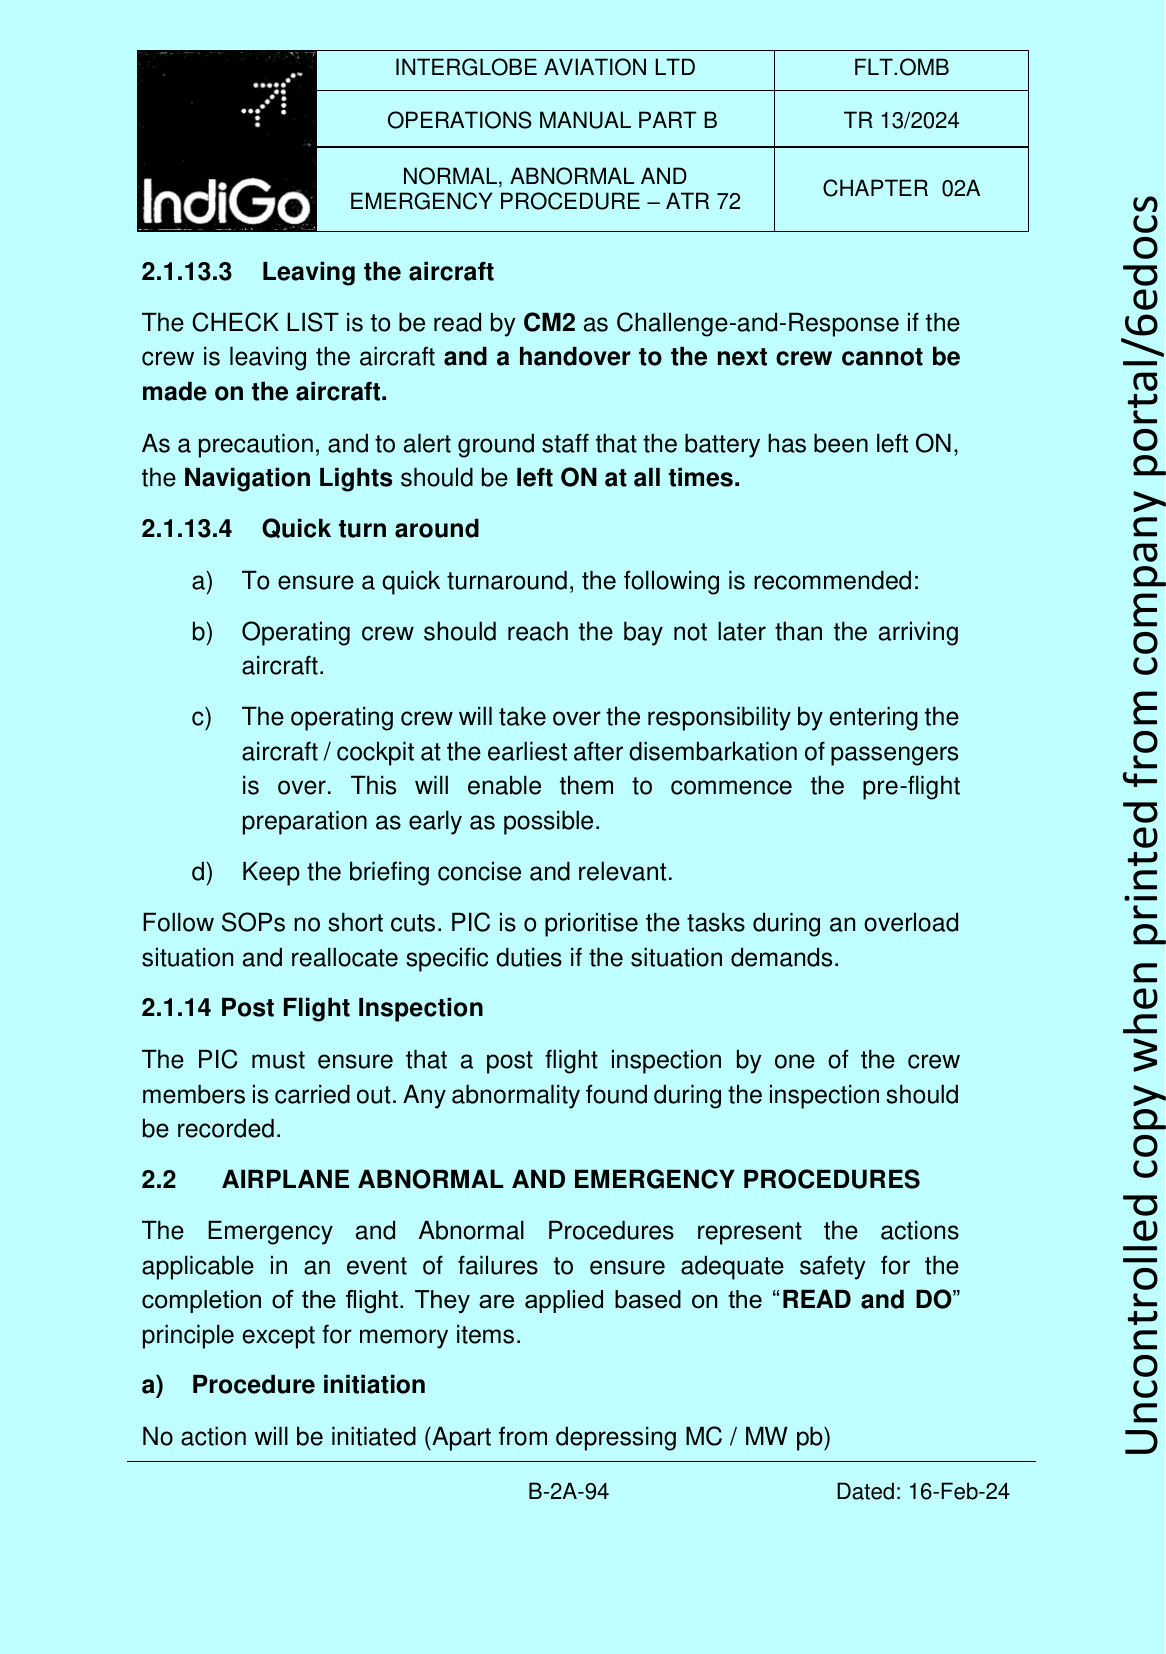 IndiGo
INTERGLOBE AVIATION LTD
FLT.OMB
OPERATIONS MANUAL PART B
TR 13/2024
NORMAL, ABNORMAL AND
EMERGENCY PROCEDURE – ATR 72
CHAPTER 02A
2.1.13.3 Leaving the aircraft
The CHECK LIST is to be read by CM2 as Challenge-and-Response if the
crew is leaving the aircraft and a handover to the next crew cannot be
made on the aircraft.
As a precaution, and to alert ground staff that the battery has been left ON,
the Navigation Lights should be left ON at all times.
2.1.13.4 Quick turn around
a) To ensure a quick turnaround, the following is recommended:
b) Operating crew should reach the bay not later than the arriving
aircraft.
c) The operating crew will take over the responsibility by entering the
aircraft / cockpit at the earliest after disembarkation of passengers
is over. This will enable them to commence the pre-flight
preparation as early as possible.
d) Keep the briefing concise and relevant.
Follow SOPs no short cuts. PIC is o prioritise the tasks during an overload
situation and reallocate specific duties if the situation demands.
2.1.14 Post Flight Inspection
The PIC must ensure that a post flight inspection by one of the crew
members is carried out. Any abnormality found during the inspection should
be recorded.
2.2 AIRPLANE ABNORMAL AND EMERGENCY PROCEDURES
The Emergency and Abnormal Procedures represent the actions
applicable in an event of failures to ensure adequate safety for the
completion of the flight. They are applied based on the “READ and DO”
principle except for memory items.
a) Procedure initiation
No action will be initiated (Apart from depressing MC / MW pb)
B-2A-94
Dated: 16-Feb-24
Uncontrolled copy when printed from company portal/6edocs